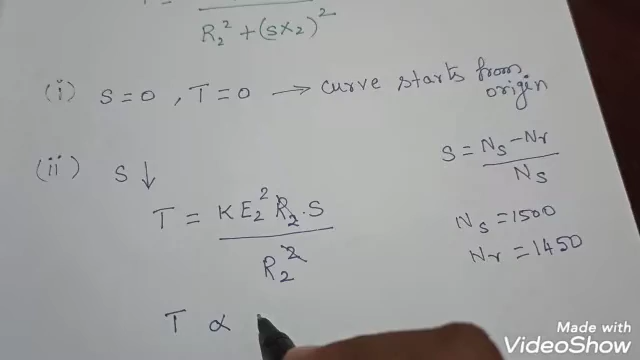 T =
R₂² + (sX₂)²
(i) S = 0 , T = 0 → curve starts from origin
(ii) S ↓
S = Ns - Nr / Ns
T = K E₂² R₂ . S / R₂²
Ns = 1500
Nr = 1450
T ∝
Made with
VideoShow